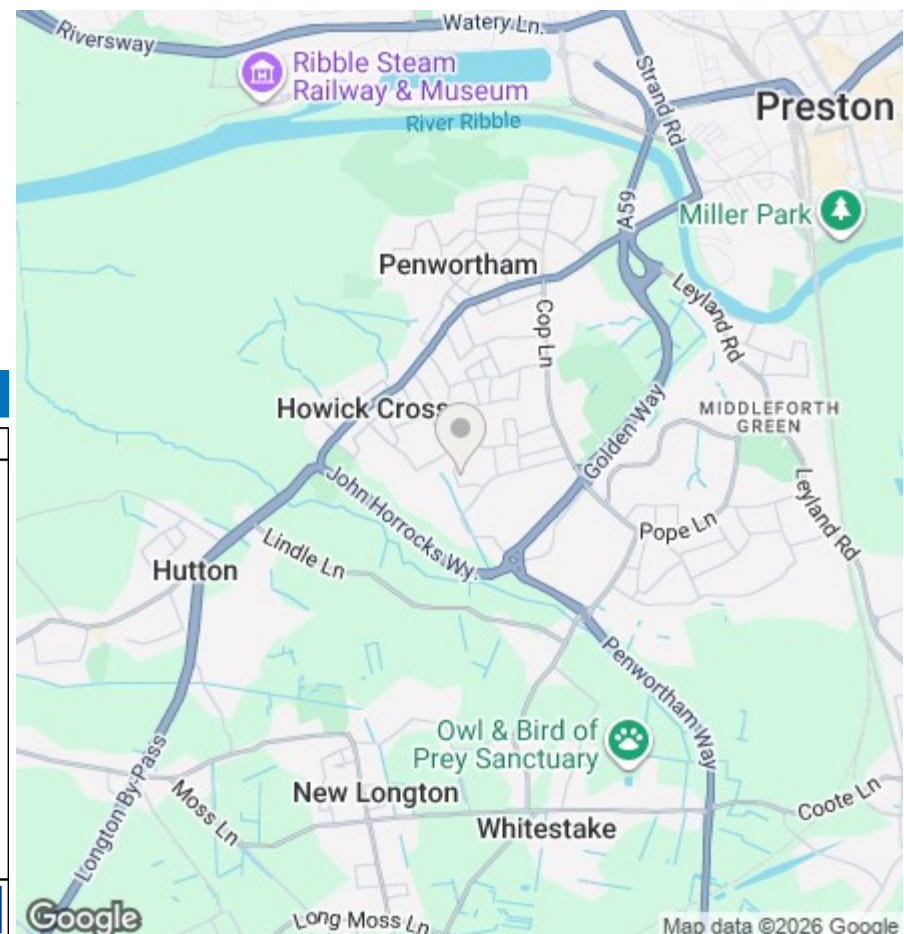 Watery Ln.
Riversway
Ribble Steam
Railway & Museum
Strand Rd
Preston
River Ribble
A59
Miller Park
Penwortham
Leyland Rd
Cop Ln
Howick Cross
Golden Way
MIDDLEFORTH
GREEN
John Horrocks Wy.
Leyland Rd
Pope Ln
Lindle Ln
Hutton
Penwortham Way
Owl & Bird of
Prey Sanctuary
Longton By-Pass
Moss Ln
New Longton
Coote Ln
Whitestake
Long Moss Ln
Google
Map data ©2026 Google